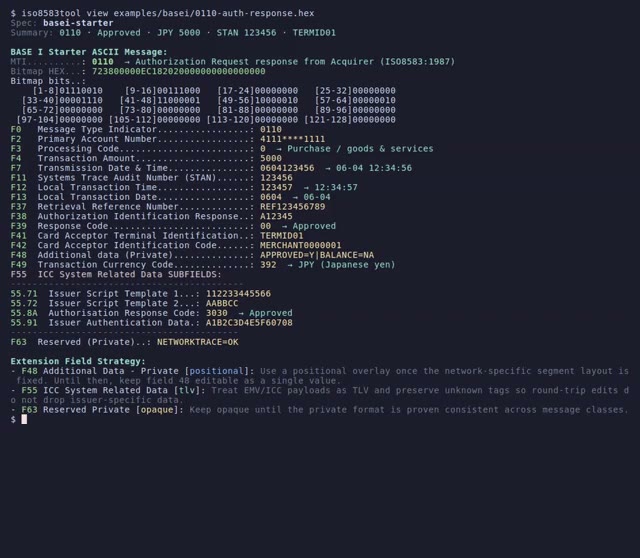 $ iso8583tool view examples/basei/0110-auth-response.hex
Spec: basei-starter
Summary: 0110 · Approved · JPY 5000 · STAN 123456 · TERMID01
BASE I Starter ASCII Message:
MTI..........: 0110 → Authorization Request response from Acquirer (ISO8583:1987)
Bitmap HEX...: 723800000EC182020000000000000000
Bitmap bits..:
[1-8]01110010 [9-16]00111000 [17-24]00000000 [25-32]00000000
[33-40]00001110 [41-48]11000001 [49-56]10000010 [57-64]00000010
[65-72]00000000 [73-80]00000000 [81-88]00000000 [89-96]00000000
[97-104]00000000 [105-112]00000000 [113-120]00000000 [121-128]00000000
F0 Message Type Indicator.................: 0110
F2 Primary Account Number.................: 4111****1111
F3 Processing Code........................: 0 → Purchase / goods & services
F4 Transaction Amount.....................: 5000
F7 Transmission Date & Time...............: 0604123456 → 06-04 12:34:56
F11 Systems Trace Audit Number (STAN)......: 123456
F12 Local Transaction Time.................: 123457 → 12:34:57
F13 Local Transaction Date.................: 0604 → 06-04
F37 Retrieval Reference Number.............: REF123456789
F38 Authorization Identification Response..: A12345
F39 Response Code..........................: 00 → Approved
F41 Card Acceptor Terminal Identification..: TERMID01
F42 Card Acceptor Identification Code......: MERCHANT0000001
F48 Additional data (Private)..............: APPROVED=Y|BALANCE=NA
F49 Transaction Currency Code..............: 392 → JPY (Japanese yen)
F55 ICC System Related Data SUBFIELDS:
-------------------------------------------
55.71 Issuer Script Template 1...: 112233445566
55.72 Issuer Script Template 2...: AABBCC
55.8A Authorisation Response Code: 3030 → Approved
55.91 Issuer Authentication Data.: A1B2C3D4E5F60708
------------------------------------------
F63 Reserved (Private)..: NETWORKTRACE=OK
Extension Field Strategy:
- F48 Additional Data - Private [positional]: Use a positional overlay once the network-specific segment layout is
fixed. Until then, keep field 48 editable as a single value.
- F55 ICC System Related Data [tlv]: Treat EMV/ICC payloads as TLV and preserve unknown tags so round-trip edits d
o not drop issuer-specific data.
- F63 Reserved Private [opaque]: Keep opaque until the private format is proven consistent across message classes.
$